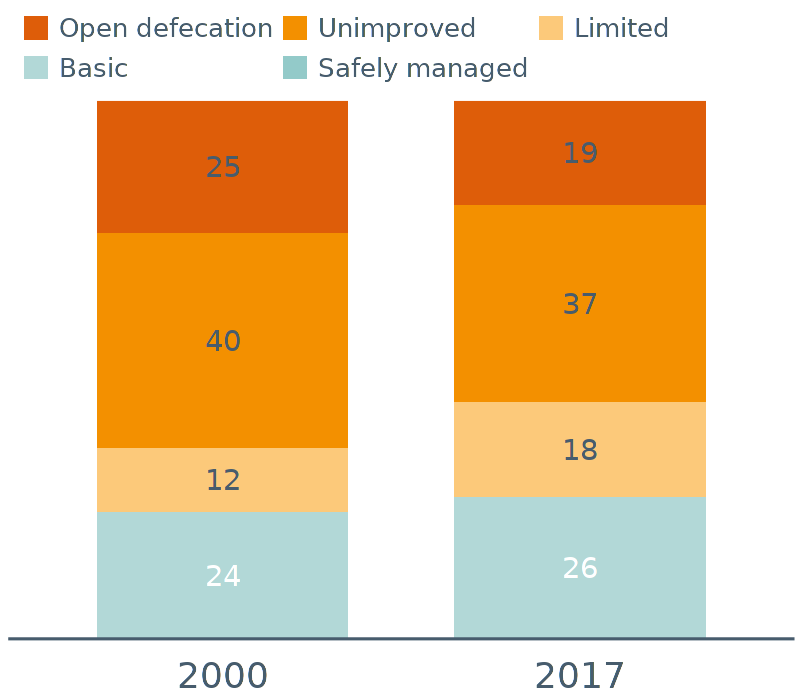 Open defecation Unimproved Limited
Basic Safely managed
25 19
40 37
12 18
24 26
2000 2017